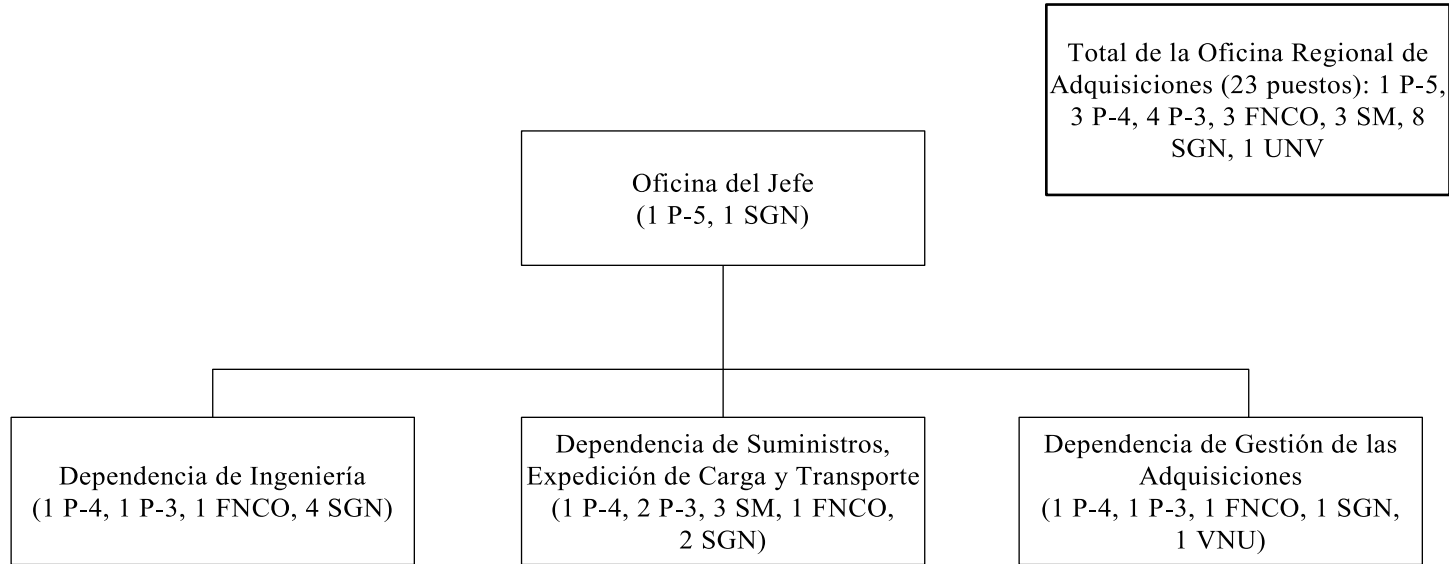 Total de la Oficina Regional de
Adquisiciones (23 puestos): 1 P-5,
3 P-4, 4 P-3, 3 FNCO, 3 SM, 8
SGN, 1 UNV
Oficina del Jefe
(1 P-5, 1 SGN)
Dependencia de Ingeniería
(1 P-4, 1 P-3, 1 FNCO, 4 SGN)
Dependencia de Suministros,
Expedición de Carga y Transporte
(1 P-4, 2 P-3, 3 SM, 1 FNCO,
2 SGN)
Dependencia de Gestión de las
Adquisiciones
(1 P-4, 1 P-3, 1 FNCO, 1 SGN,
1 VNU)